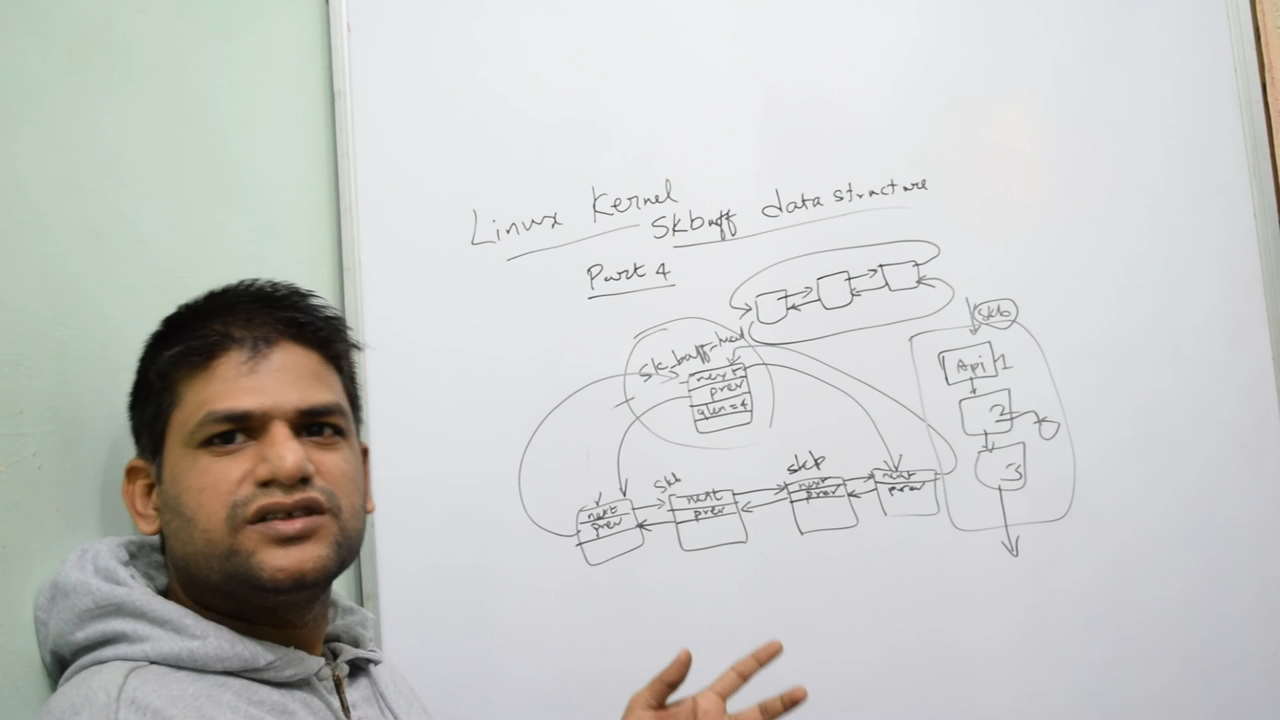 Linux Kernel
Skbuff data structure
Part 4
skb
sk_buff_head
next
prev
qlen=4
Api 1
2
3
skb
skb
next
prev
next
prev
next
prev
next
prev